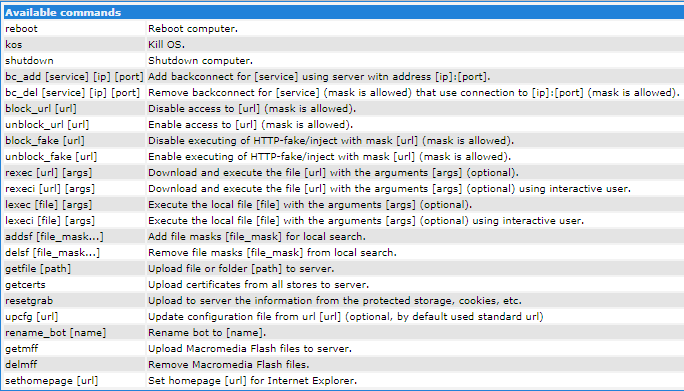 Available commands
reboot Reboot computer.
kos Kill OS.
shutdown Shutdown computer.
bc_add [service] [ip] [port] Add backconnect for [service] using server witn address [ip]:[port].
bc_del [service] [ip] [port] Remove backconnect for [service] (mask is allowed) that use connection to [ip]:[port] (mask is allowed).
block_url [url] Disable access to [url] (mask is allowed).
unblock_url [url] Enable access to [url] (mask is allowed).
block_fake [url] Disable executing of HTTP-fake/inject with mask [url] (mask is allowed).
unblock_fake [url] Enable executing of HTTP-fake/inject with mask [url] (mask is allowed).
rexec [url] [args] Download and execute the file [url] with the arguments [args] (optional).
rexeci [url] [args] Download and execute the file [url] with the arguments [args] (optional) using interactive user.
lexec [file] [args] Execute the local file [file] with the arguments [args] (optional).
lexeci [file] [args] Execute the local file [file] with the arguments [args] (optional) using interactive user.
addsf [file_mask...] Add file masks [file_mask] for local search.
delsf [file_mask...] Remove file masks [file_mask] from local search.
getfile [path] Upload file or folder [path] to server.
getcerts Upload certificates from all stores to server.
resetgrab Upload to server the information from the protected storage, cookies, etc.
upcfg [url] Update configuration file from url [url] (optional, by default used standard url)
rename_bot [name] Rename bot to [name].
getmff Upload Macromedia Flash files to server.
delmff Remove Macromedia Flash files.
sethomepage [url] Set homepage [url] for Internet Explorer.